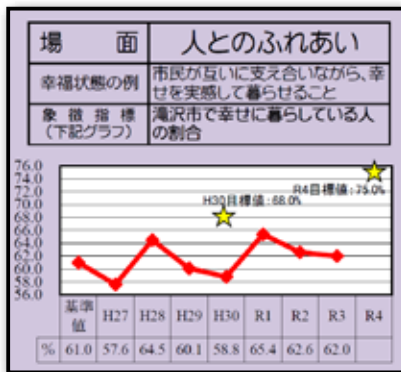 場 面 人とのふれあい
幸福状態の例 市民が互いに支え合いながら、幸
せを実感して暮らせること
象徴指標
(下記グラフ)
滝沢市で幸せに暮らしている人
の割合
76.0
74.0
72.0
70.0
68.0
66.0
64.0
62.0
60.0
58.0
56.0
R4目標値:75.0%
H30目標値:68.0%
基準値 H27 H28 H29 H30 R1 R2 R3 R4
% 61.0 57.6 64.5 60.1 58.8 65.4 62.6 62.0